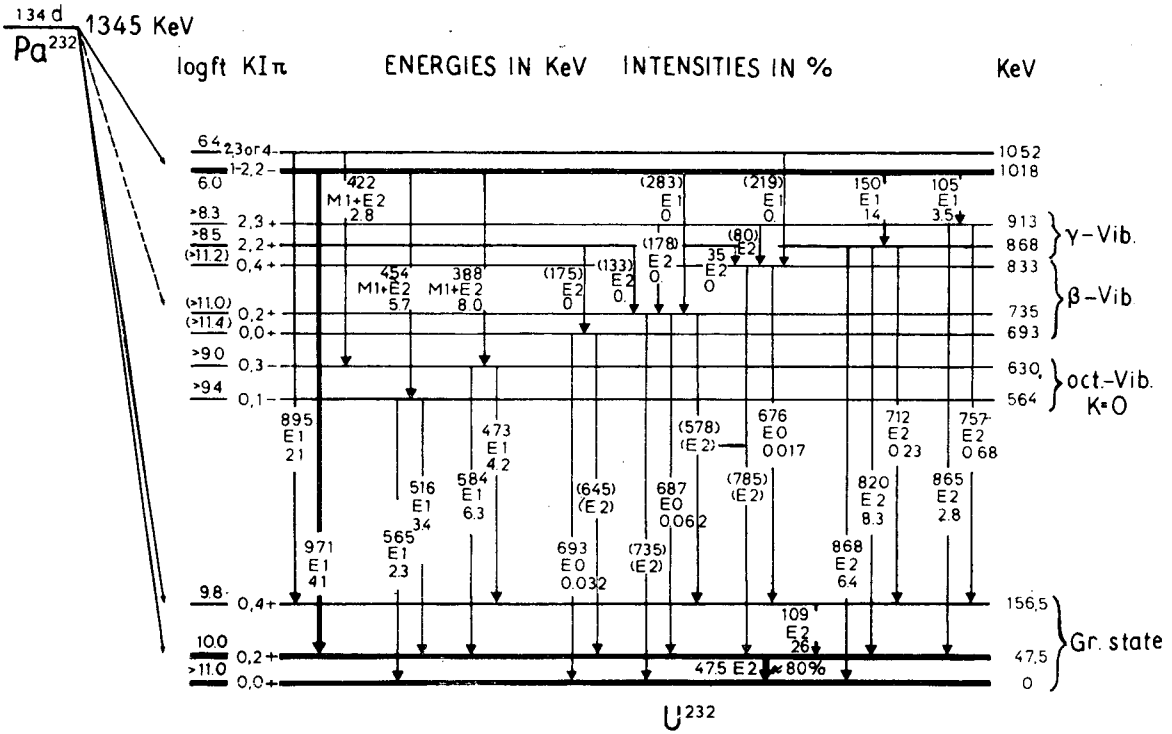 134 d
Pa232
1345 KeV
logft KIπ ENERGIES IN KeV INTENSITIES IN % KeV
6.4 2,3 or 4- 1052
6.0 1-2,2- 1018
>8.3 2,3+ 913
>8.5 2,2+ 868
(>11.2) 0,4+ 833
(>11.0) 0,2+ 735
(>11.4) 0,0+ 693
>9.0 0,3- 630
>9.4 0,1- 564
9.8 0,4+ 156,5
10.0 0,2+ 47,5
>11.0 0,0+ 0
γ-Vib.
β-Vib.
oct.-Vib.
K=0
Gr. state
422
M1+E2
2.8
(283)
E1
0
(219)
E1
0.
150
E1
14
105
E1
3.5
454
M1+E2
5.7
388
M1+E2
8.0
(175)
E2
0
(133)
E2
0.
(178)
E2
0.
35
E2
0
(80)
E2
895
E1
21
971
E1
41
565
E1
2.3
516
E1
3.4
584
E1
6.3
473
E1
4.2
693
E0
0.032
(645)
(E2)
(735)
(E2)
687
E0
0.062
(578)
(E2)
(785)
(E2)
676
E0
0.017
868
E2
6.4
820
E2
8.3
712
E2
0.23
865
E2
2.8
757
E2
0.68
109
E2
26
47.5 E2 ≈80%
U232